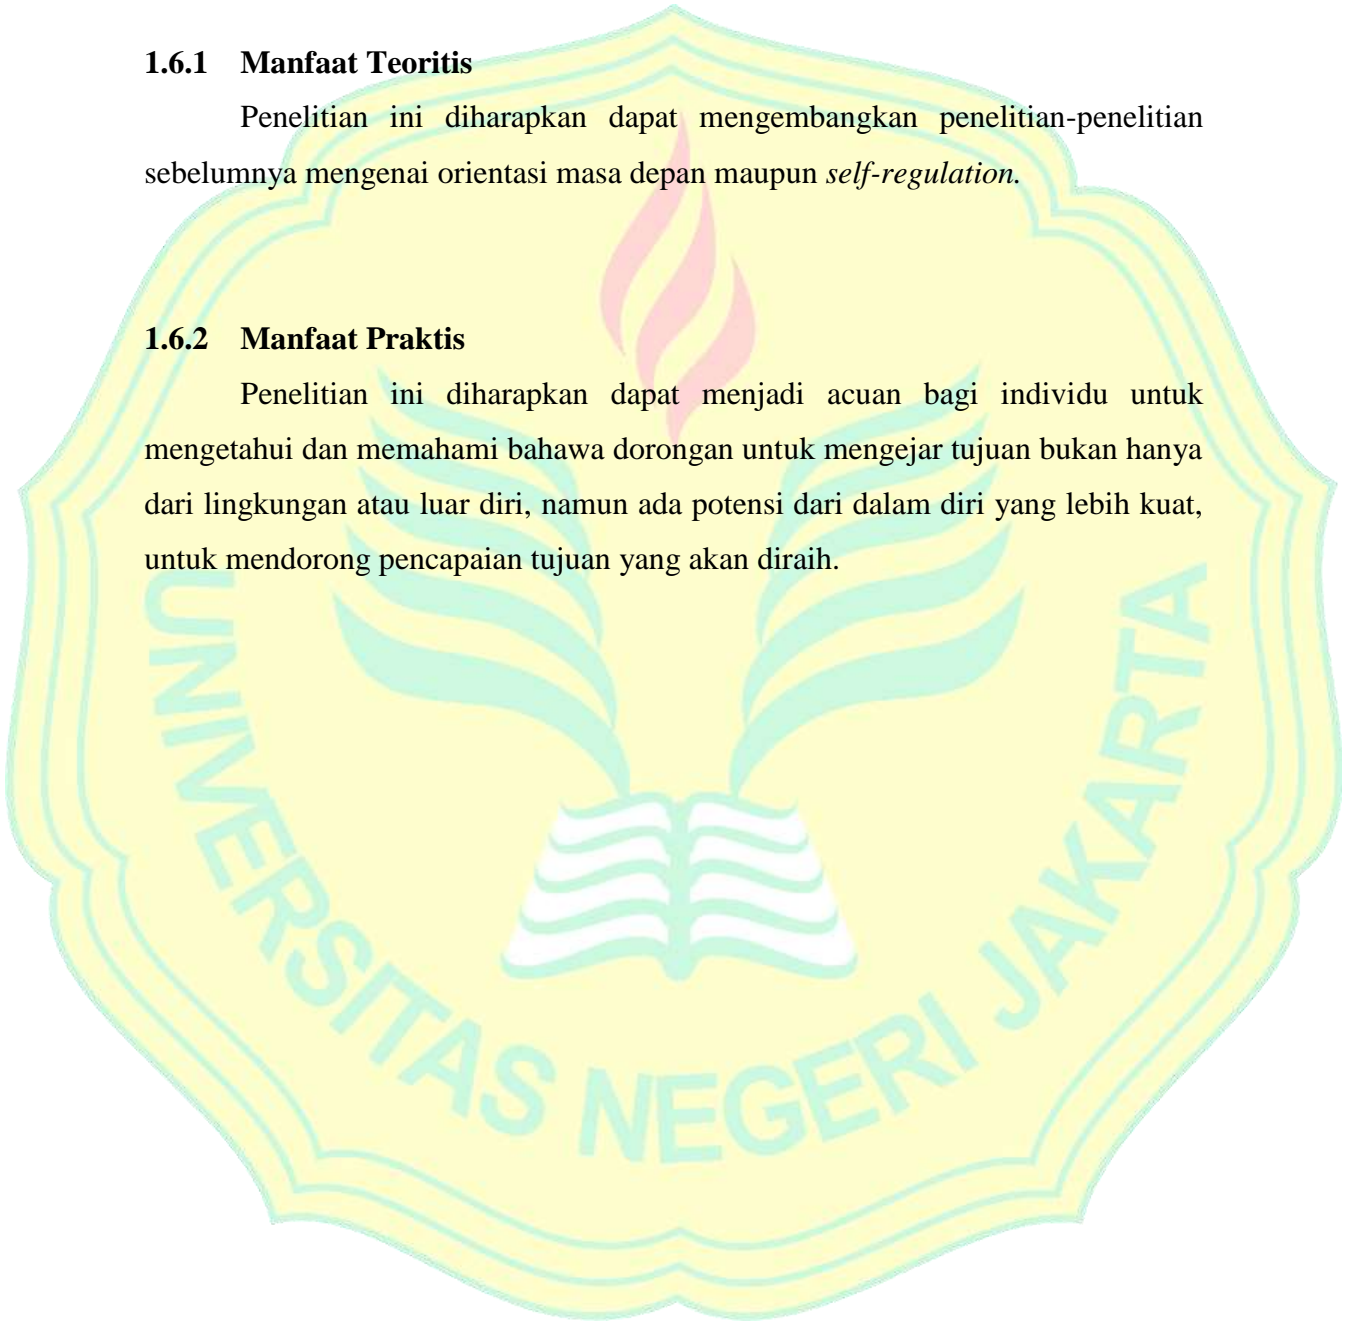 1.6.1 Manfaat Teoritis
Penelitian ini diharapkan dapat mengembangkan penelitian-penelitian
sebelumnya mengenai orientasi masa depan maupun self-regulation.
1.6.2 Manfaat Praktis
Penelitian ini diharapkan dapat menjadi acuan bagi individu untuk
mengetahui dan memahami bahawa dorongan untuk mengejar tujuan bukan hanya
dari lingkungan atau luar diri, namun ada potensi dari dalam diri yang lebih kuat,
untuk mendorong pencapaian tujuan yang akan diraih.
UNIVERSITAS NEGERI JAKARTA